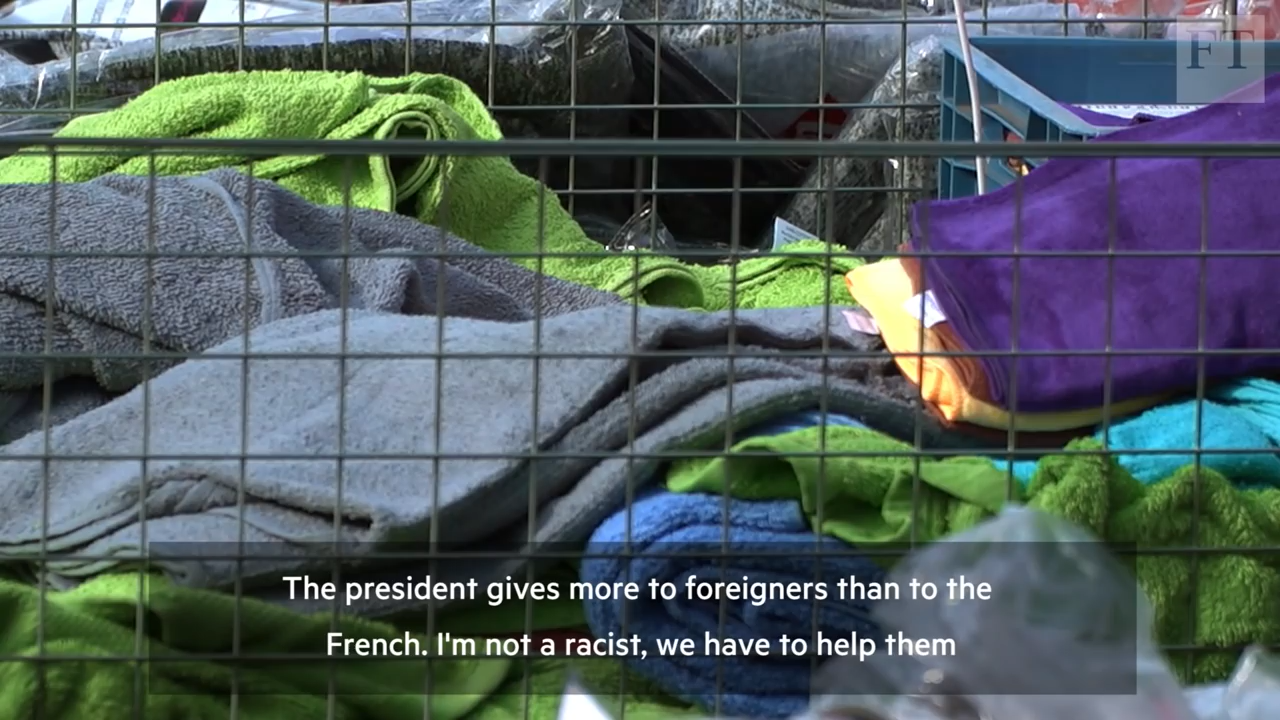 FT
The president gives more to foreigners than to the
French. I'm not a racist, we have to help them